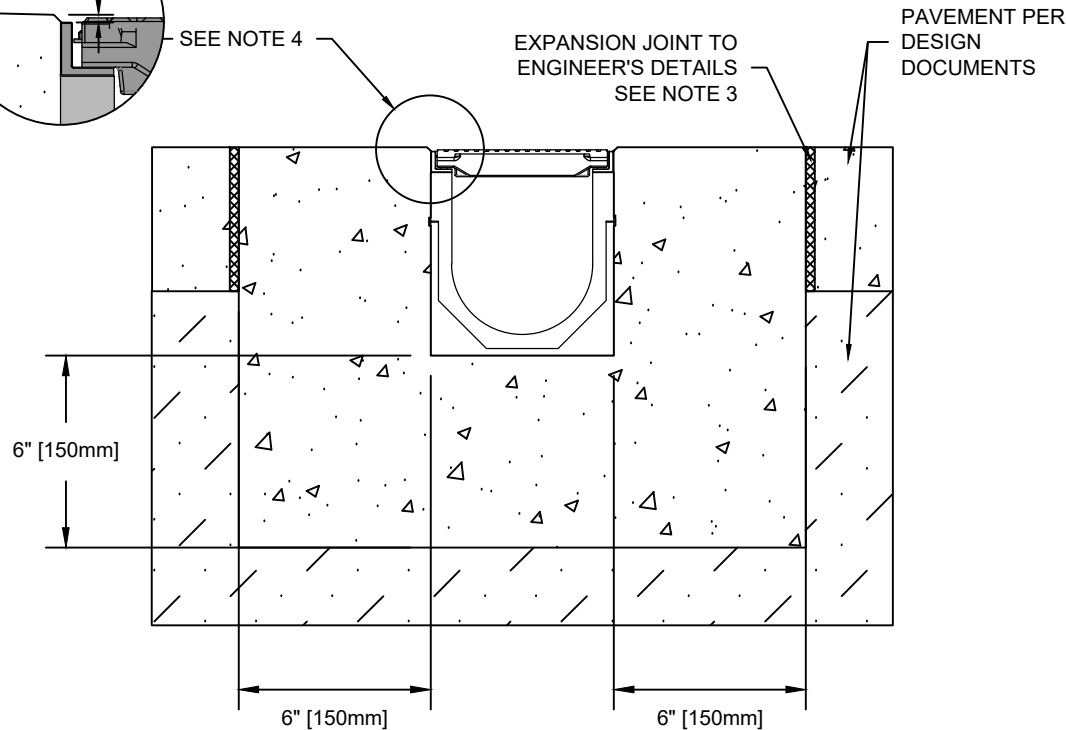 SEE NOTE 4
EXPANSION JOINT TO
ENGINEER'S DETAILS
SEE NOTE 3
PAVEMENT PER
DESIGN
DOCUMENTS
6" [150mm]
6" [150mm]
6" [150mm]